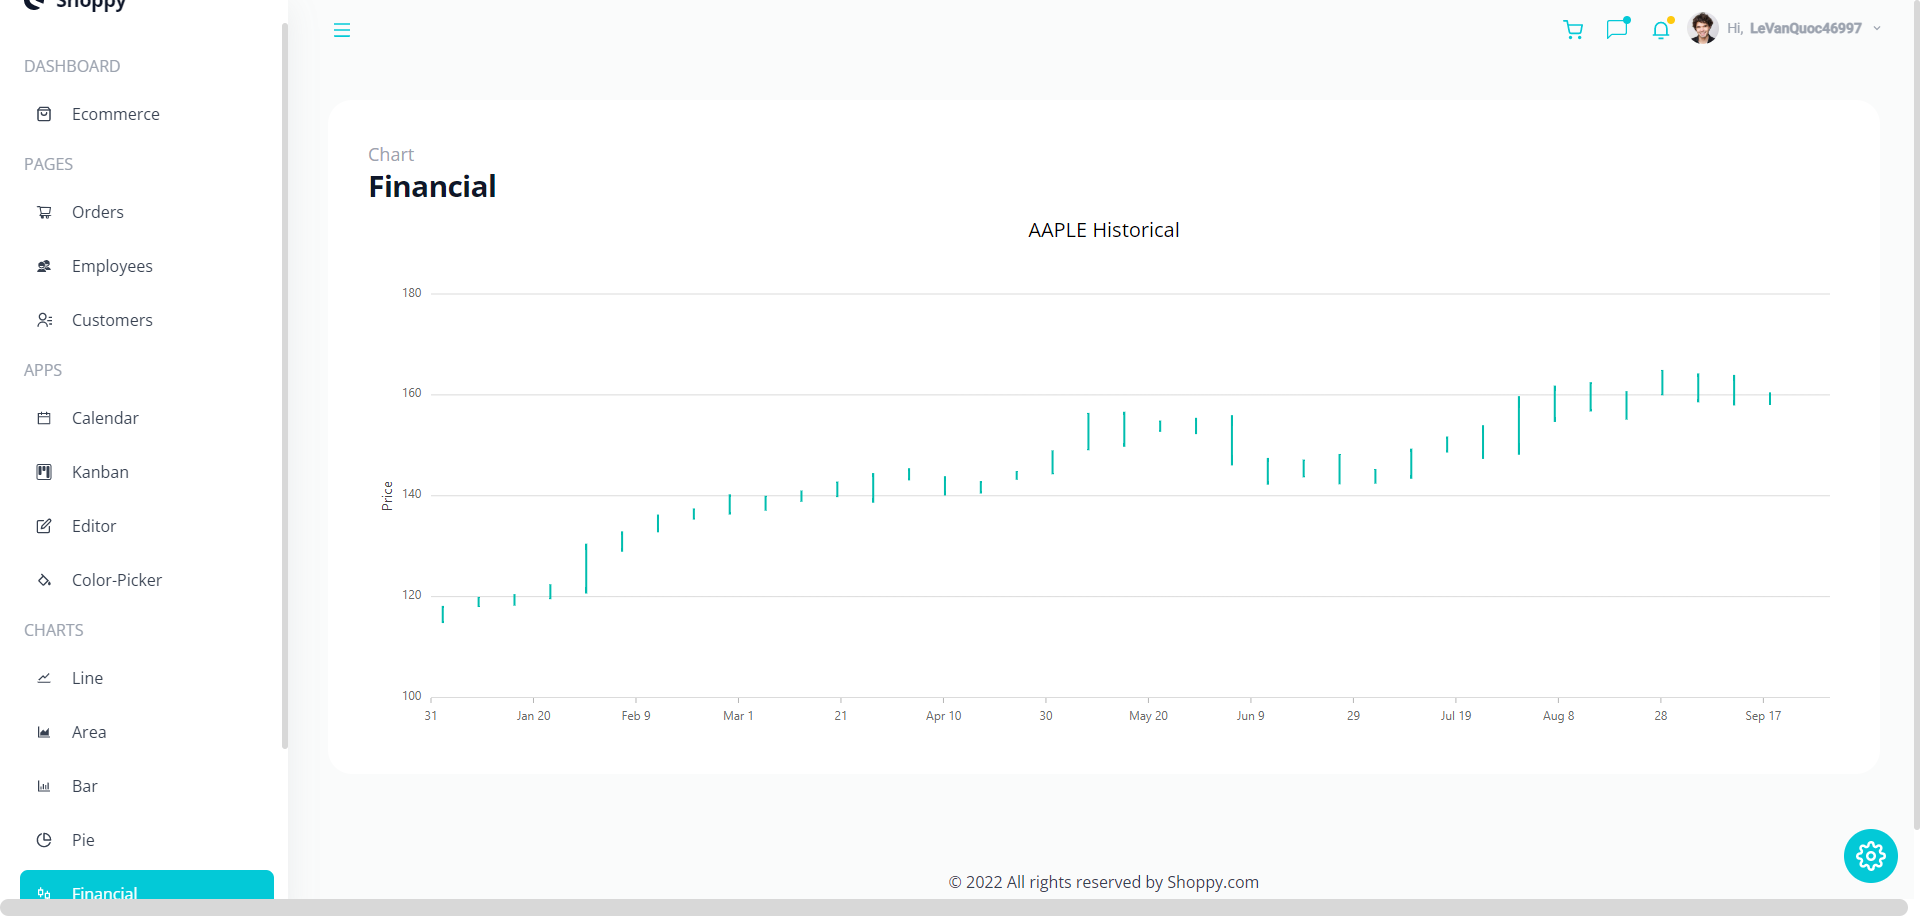 Shoppy
DASHBOARD
Ecommerce
PAGES
Orders
Employees
Customers
APPS
Calendar
Kanban
Editor
Color-Picker
CHARTS
Line
Area
Bar
Pie
Financial
Hi, LeVanQuoc46997
Chart
Financial
AAPLE Historical
Price
180
160
140
120
100
31 Jan 20 Feb 9 Mar 1 21 Apr 10 30 May 20 Jun 9 29 Jul 19 Aug 8 28 Sep 17
© 2022 All rights reserved by Shoppy.com